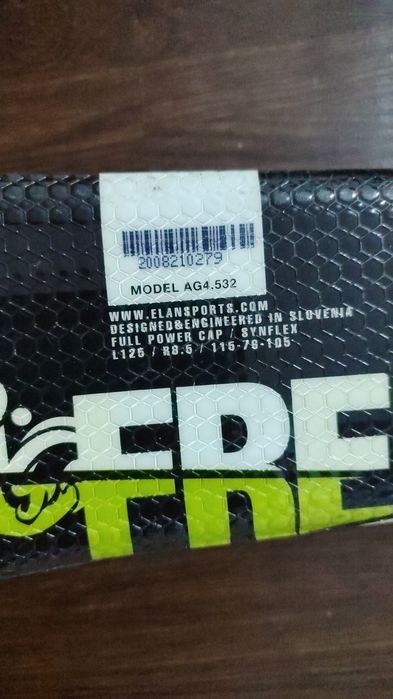 2008210279
MODEL AG4.532
WWW.ELANSPORTS.COM
DESIGNED&ENGINEERED IN SLOVENIA
FULL POWER CAP / SYNFLEX
L125 / R8.5 / 115-79-105
FRE